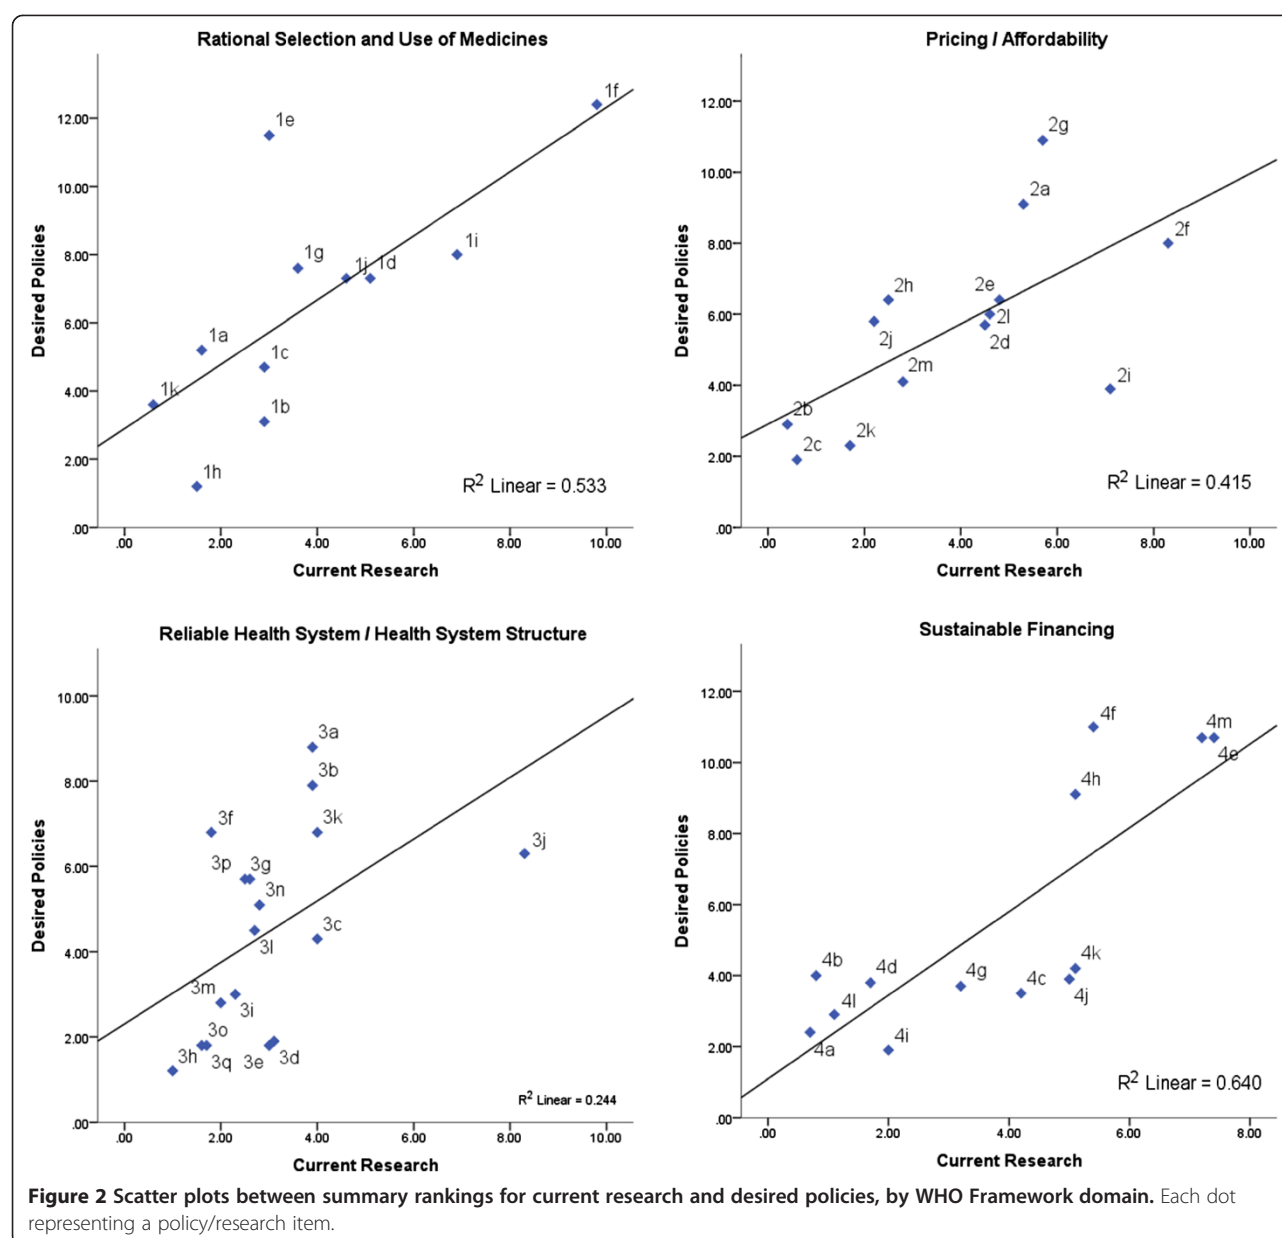 Rational Selection and Use of Medicines
Desired Policies
12.00
10.00
8.00
6.00
4.00
2.00
.00
1f
1e
1i
1g
1j
1d
1a
1c
1k
1b
1h
R2 Linear = 0.533
.00 2.00 4.00 6.00 8.00 10.00
Current Research
Pricing / Affordability
Desired Policies
12.00
10.00
8.00
6.00
4.00
2.00
.00
2g
2a
2f
2h
2e
2l
2j
2d
2m
2i
2b
2k
2c
R2 Linear = 0.415
.00 2.00 4.00 6.00 8.00 10.00
Current Research
Reliable Health System / Health System Structure
Desired Policies
10.00
8.00
6.00
4.00
2.00
.00
3a
3b
3f
3k
3j
3p
3g
3n
3c
3l
3m
3i
3o
3h
3q
3e
3d
R2 Linear = 0.244
.00 2.00 4.00 6.00 8.00 10.00
Current Research
Sustainable Financing
Desired Policies
12.00
10.00
8.00
6.00
4.00
2.00
.00
4f
4m
4e
4h
4b
4d
4g
4c
4k
4j
4l
4a
4i
R2 Linear = 0.640
.00 2.00 4.00 6.00 8.00
Current Research
Figure 2 Scatter plots between summary rankings for current research and desired policies, by WHO Framework domain. Each dot
representing a policy/research item.